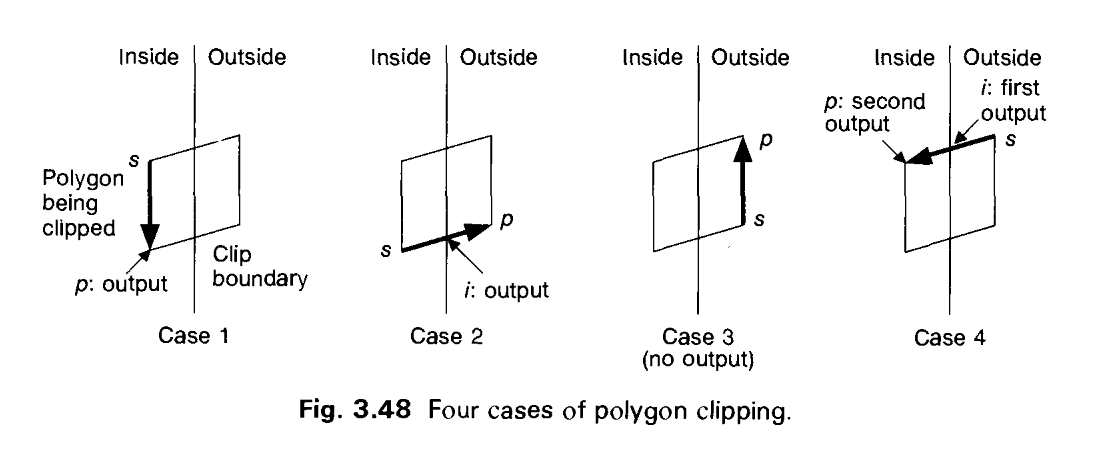 Inside Outside
s
Polygon
being
clipped
Clip
boundary
p: output
Case 1
Inside Outside
p
s
i: output
Case 2
Inside Outside
p
s
Case 3
(no output)
Inside Outside
i: first
output
p: second
output
s
Case 4
Fig. 3.48 Four cases of polygon clipping.